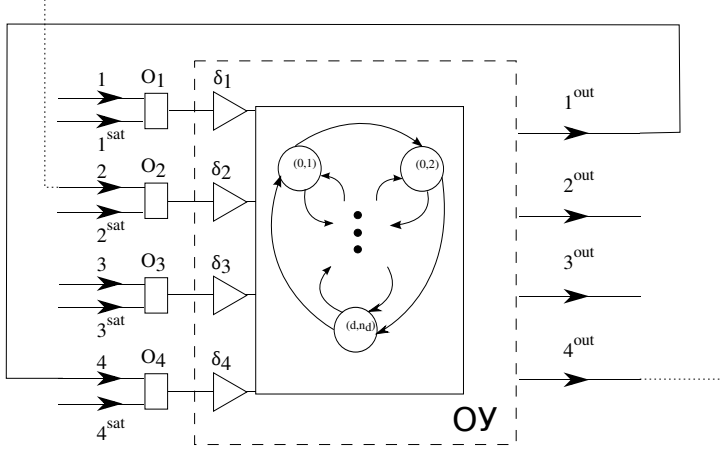 1 O1 δ1
1sat
2 O2 δ2
2sat
3 O3 δ3
3sat
4 O4 δ4
4sat
(0,1) (0,2)
(d,nd)
ОУ
1out
2out
3out
4out